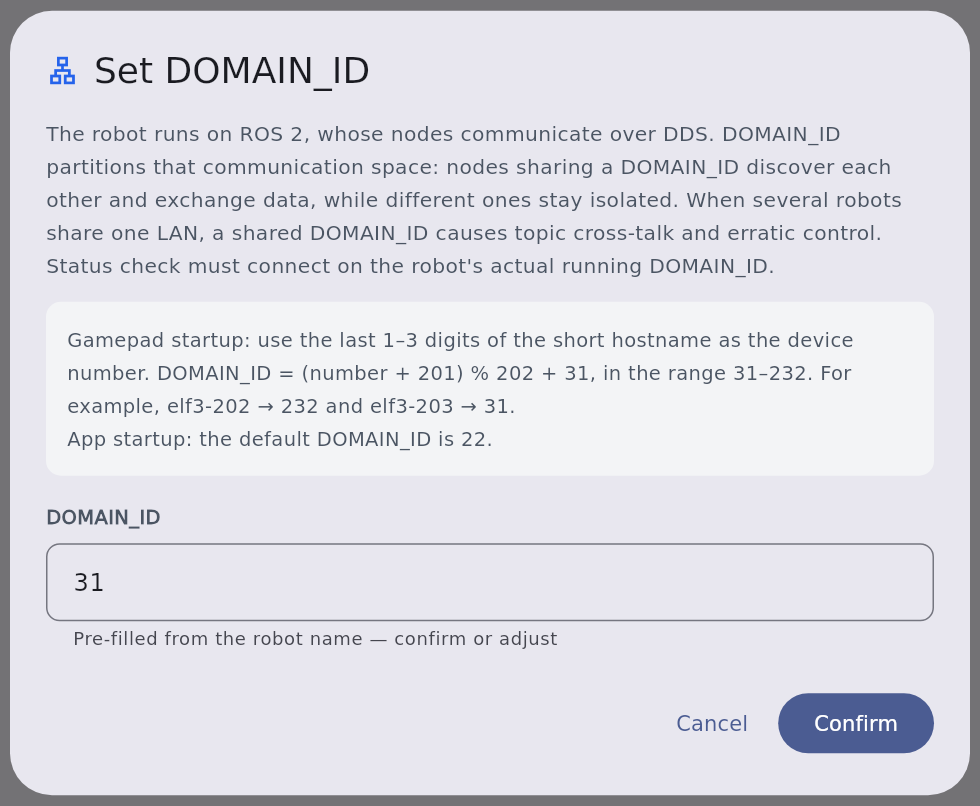 Set DOMAIN_ID
The robot runs on ROS 2, whose nodes communicate over DDS. DOMAIN_ID
partitions that communication space: nodes sharing a DOMAIN_ID discover each
other and exchange data, while different ones stay isolated. When several robots
share one LAN, a shared DOMAIN_ID causes topic cross-talk and erratic control.
Status check must connect on the robot's actual running DOMAIN_ID.
Gamepad startup: use the last 1–3 digits of the short hostname as the device
number. DOMAIN_ID = (number + 201) % 202 + 31, in the range 31–232. For
example, elf3-202 → 232 and elf3-203 → 31.
App startup: the default DOMAIN_ID is 22.
DOMAIN_ID
31
Pre-filled from the robot name — confirm or adjust
Cancel Confirm